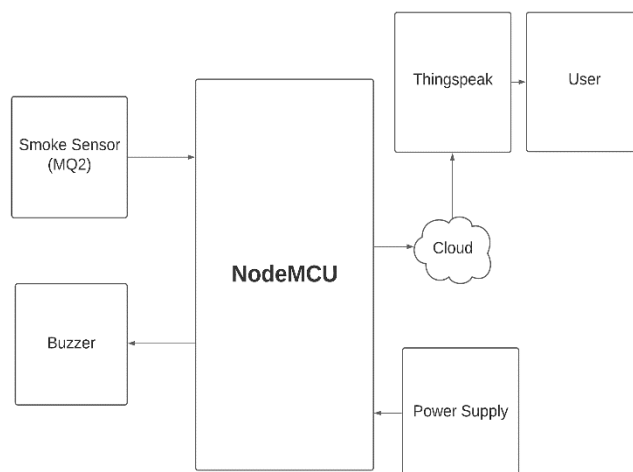 Thingspeak
User
Smoke Sensor
(MQ2)
NodeMCU
Cloud
Buzzer
Power Supply